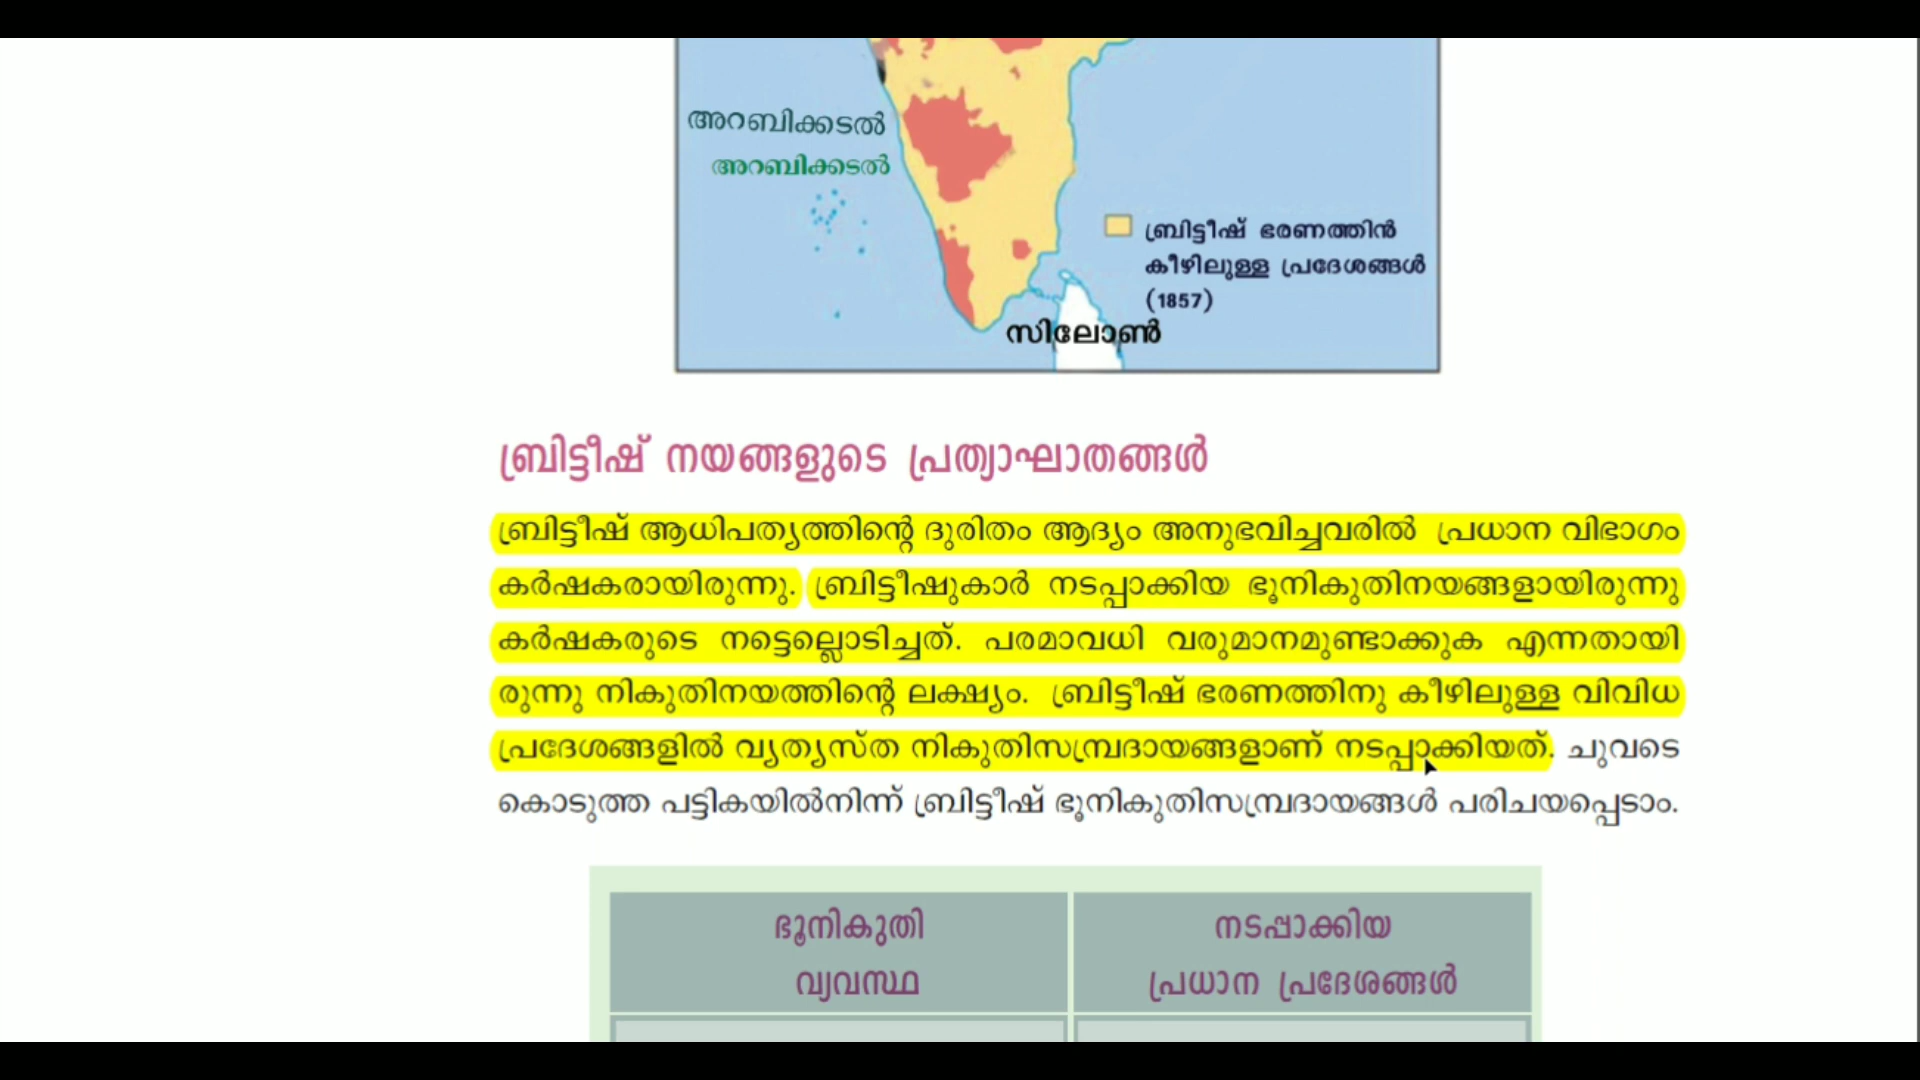 അറബിക്കടൽ
അറബിക്കടൽ
ബ്രിട്ടീഷ് ഭരണത്തിൻ
കീഴിലുള്ള പ്രദേശങ്ങൾ
(1857)
സിലോൺ
ബ്രിട്ടീഷ് നയങ്ങളുടെ പ്രത്യാഘാതങ്ങൾ
ബ്രിട്ടീഷ് ആധിപത്യത്തിന്റെ ദുരിതം ആദ്യം അനുഭവിച്ചവരിൽ പ്രധാന വിഭാഗം
കർഷകരായിരുന്നു. ബ്രിട്ടീഷുകാർ നടപ്പാക്കിയ ഭൂനികുതിനയങ്ങളായിരുന്നു
കർഷകരുടെ നട്ടെല്ലൊടിച്ചത്. പരമാവധി വരുമാനമുണ്ടാക്കുക എന്നതായി
രുന്നു നികുതിനയത്തിന്റെ ലക്ഷ്യം. ബ്രിട്ടീഷ് ഭരണത്തിനു കീഴിലുള്ള വിവിധ
പ്രദേശങ്ങളിൽ വ്യത്യസ്ത നികുതിസമ്പ്രദായങ്ങളാണ് നടപ്പാക്കിയത്. ചുവടെ
കൊടുത്ത പട്ടികയിൽനിന്ന് ബ്രിട്ടീഷ് ഭൂനികുതിസമ്പ്രദായങ്ങൾ പരിചയപ്പെടാം.
ഭൂനികുതി
വ്യവസ്ഥ
നടപ്പാക്കിയ
പ്രധാന പ്രദേശങ്ങൾ